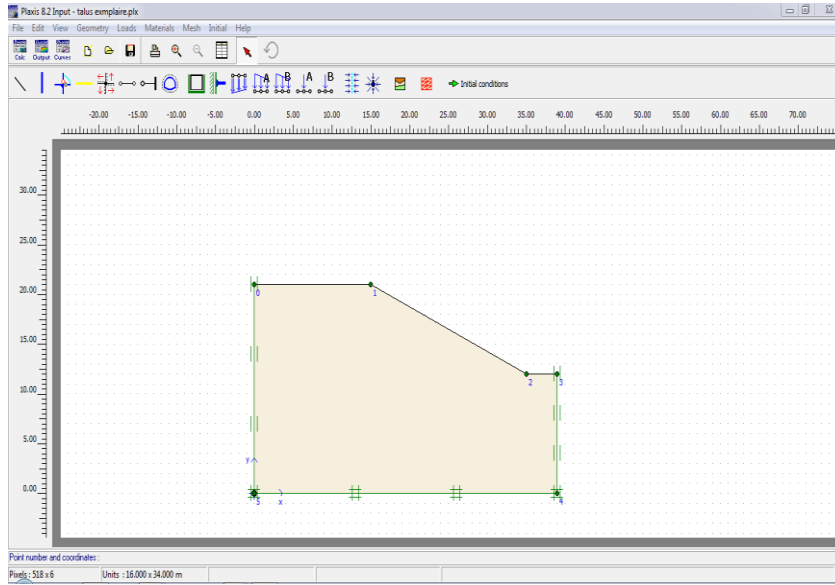 Plaxis 8.2 Input - talus exmplaire.plx
File Edit View Geometry Loads Materials Mesh Initial Help
Calc Output Curves
A B A B Initial conditions
-20.00 -15.00 -10.00 -5.00 0.00 5.00 10.00 15.00 20.00 25.00 30.00 35.00 40.00 45.00 50.00 55.00 60.00 65.00 70.00
30.00
25.00
20.00
0 1
15.00
2 3
10.00
5.00
y
0.00
5 x 4
Point number and coordinates :
Pixels : 518 x 6 Units : 16.000 x 34.000 m